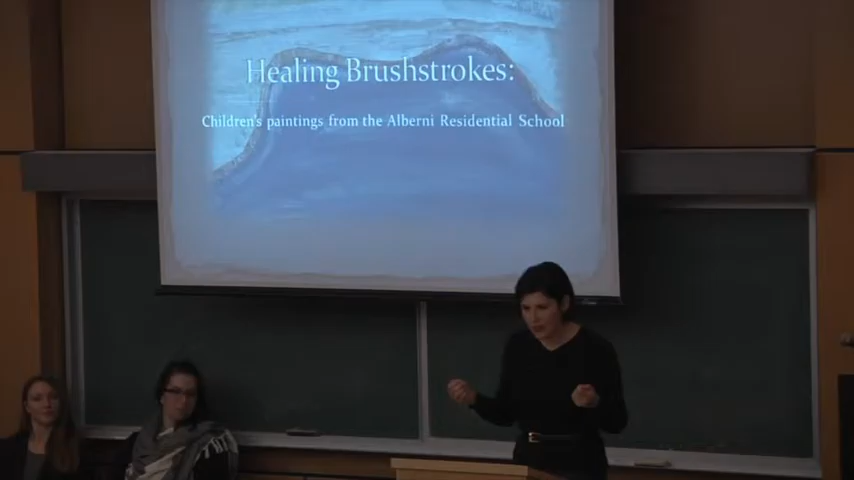 Healing Brushstrokes:
Children's paintings from the Alberni Residential School